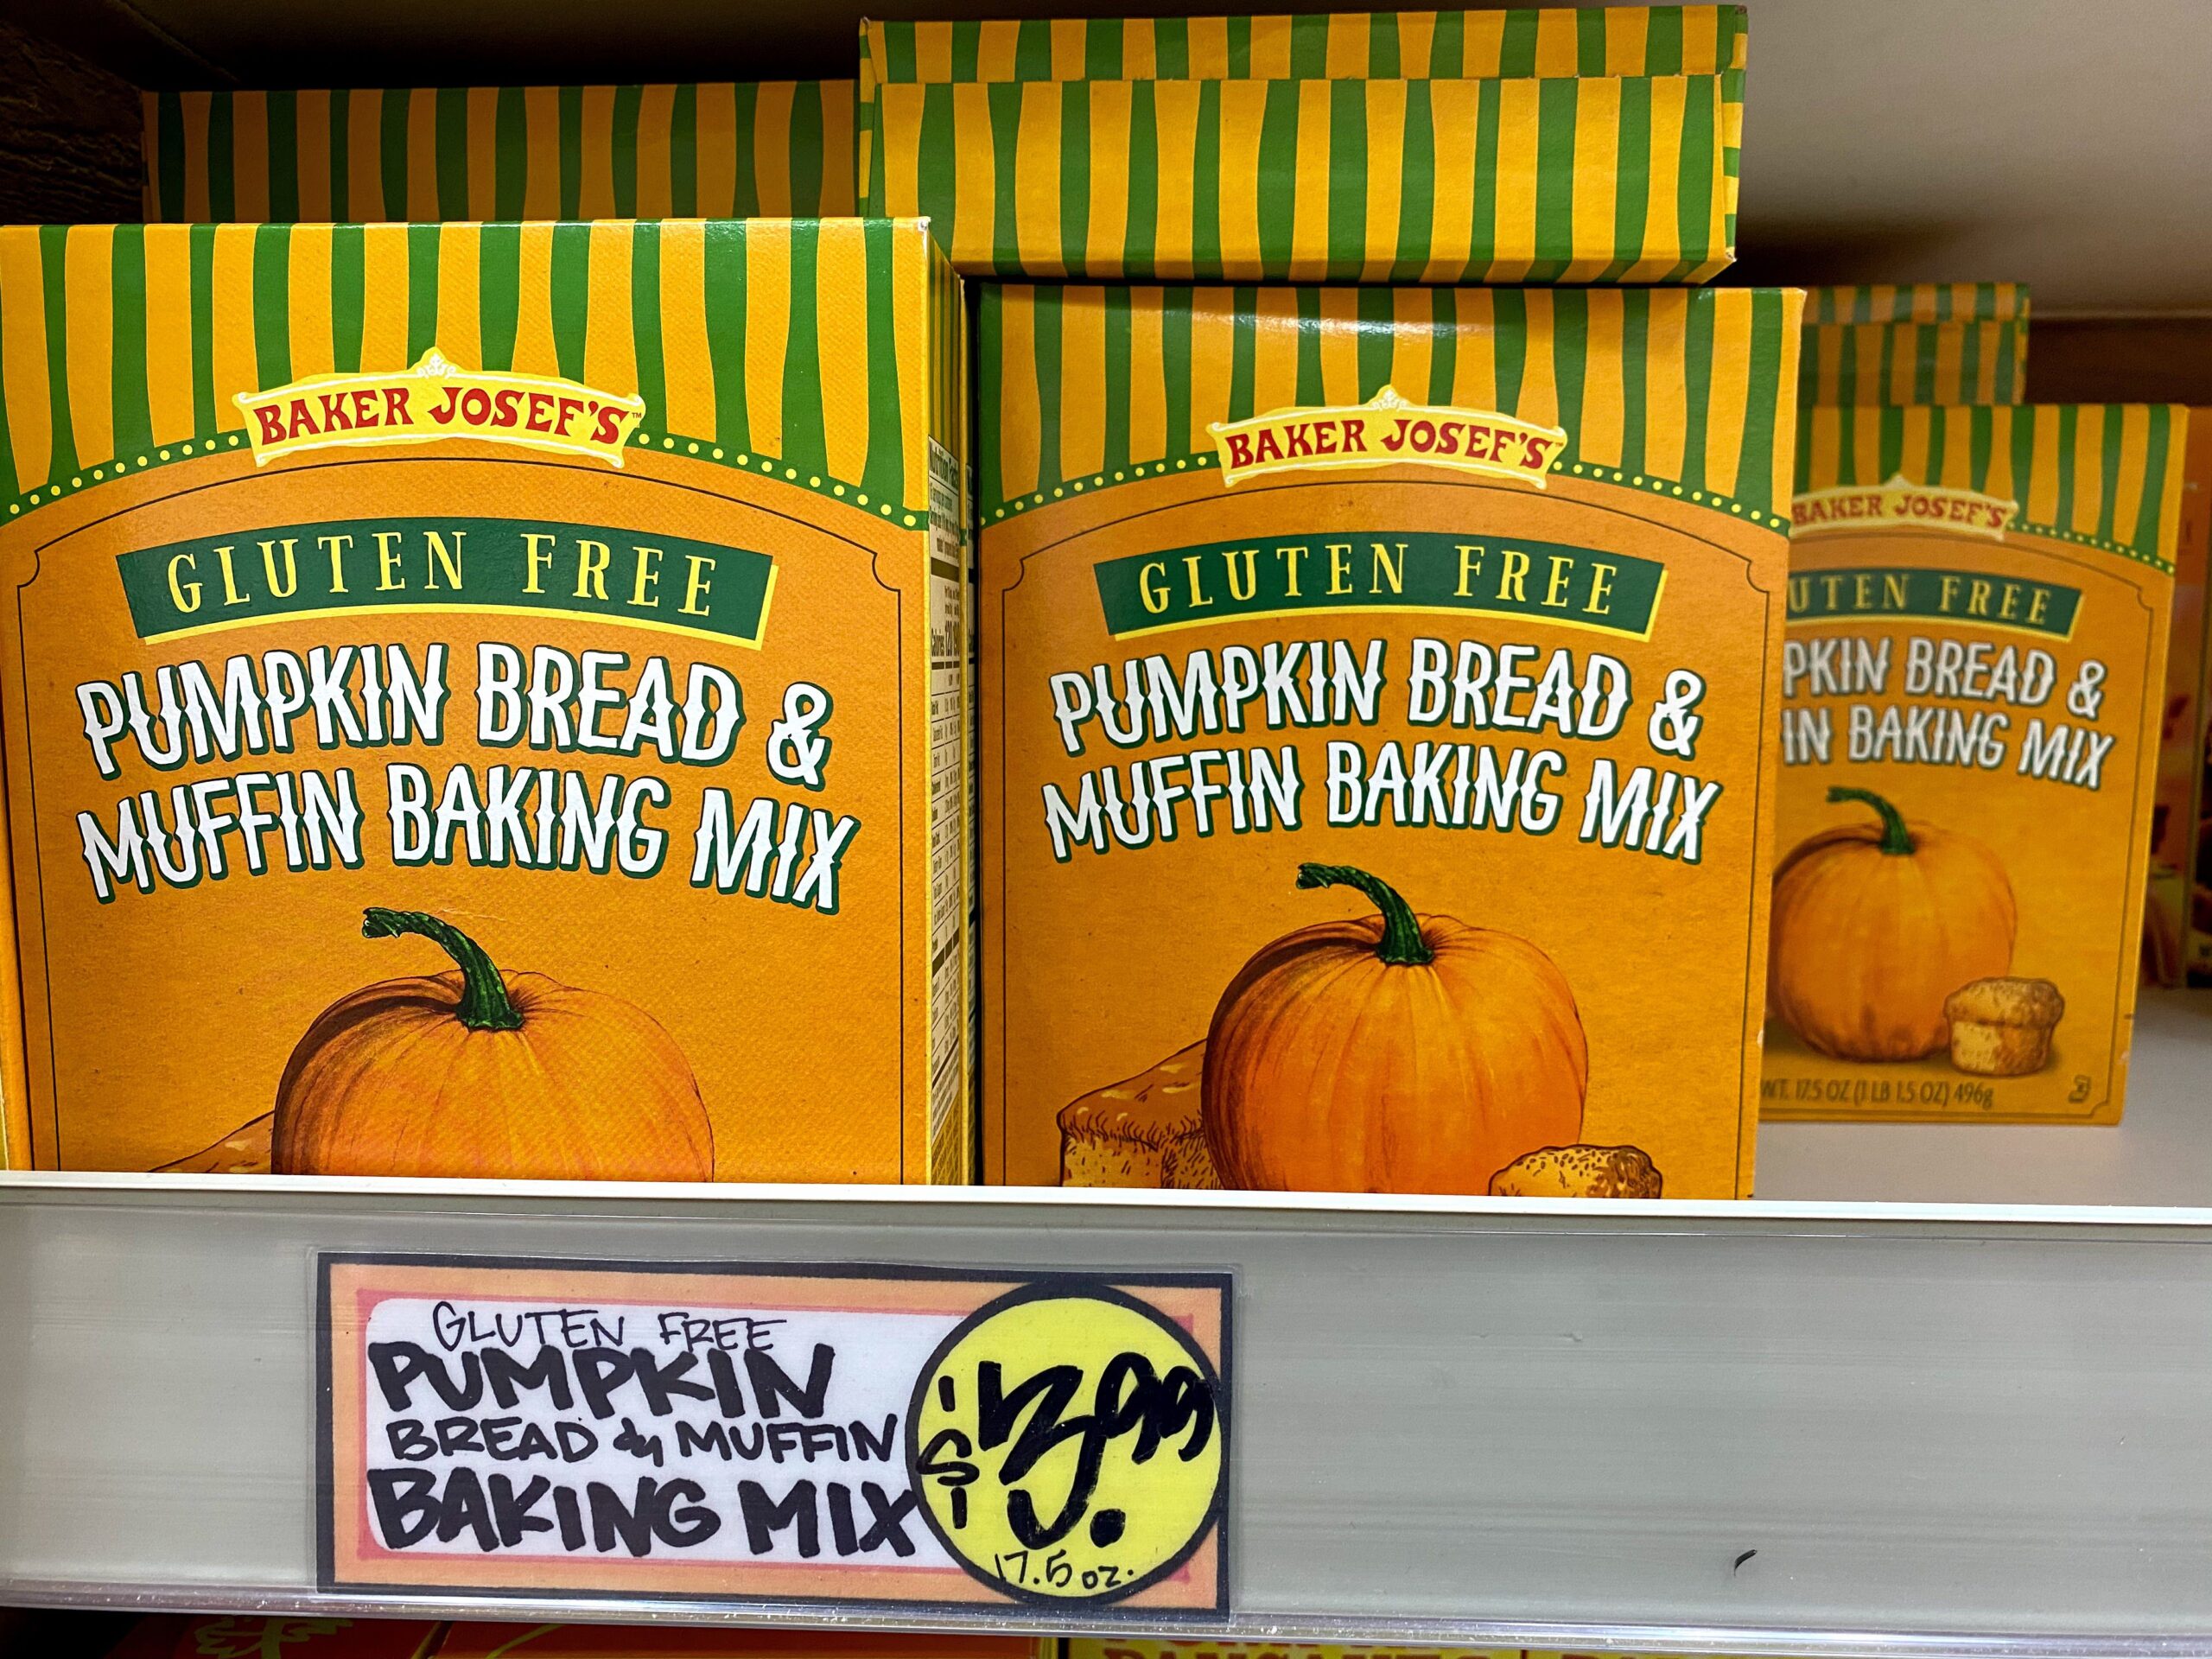 BAKER JOSEF'S™
GLUTEN FREE
PUMPKIN BREAD &
MUFFIN BAKING MIX
BAKER JOSEF'S
GLUTEN FREE
PUMPKIN BREAD &
MUFFIN BAKING MIX
BAKER JOSEF'S
UTEN FREE
PKIN BREAD &
IN BAKING MIX
WT. 17.5 OZ (1 LB 1.5 OZ) 496g
GLUTEN FREE
PUMPKIN
BREAD & MUFFIN
BAKING MIX
$3.99
17.5 oz.